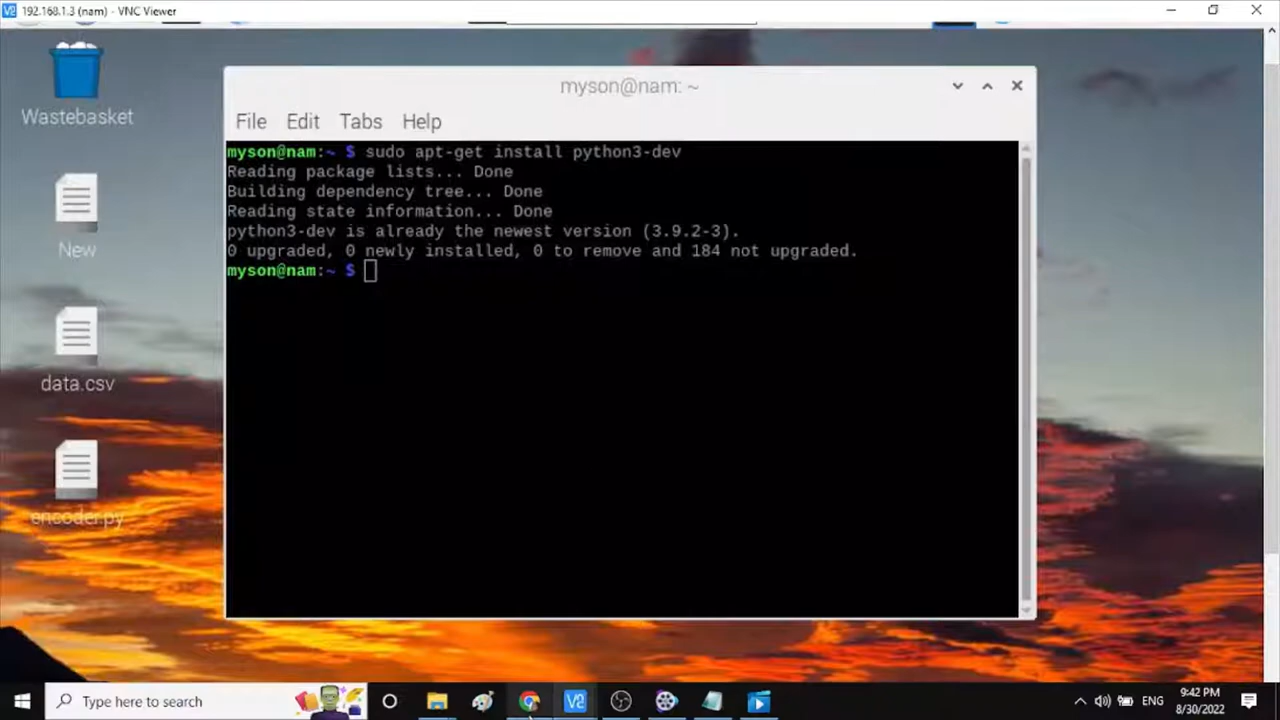 192.168.1.3 (nam) - VNC Viewer
Wastebasket
New
data.csv
encoder.py
myson@nam: ~
File Edit Tabs Help
myson@nam:~ $ sudo apt-get install python3-dev
Reading package lists... Done
Building dependency tree... Done
Reading state information... Done
python3-dev is already the newest version (3.9.2-3).
0 upgraded, 0 newly installed, 0 to remove and 184 not upgraded.
myson@nam:~ $
Type here to search
ENG
9:42 PM
8/30/2022